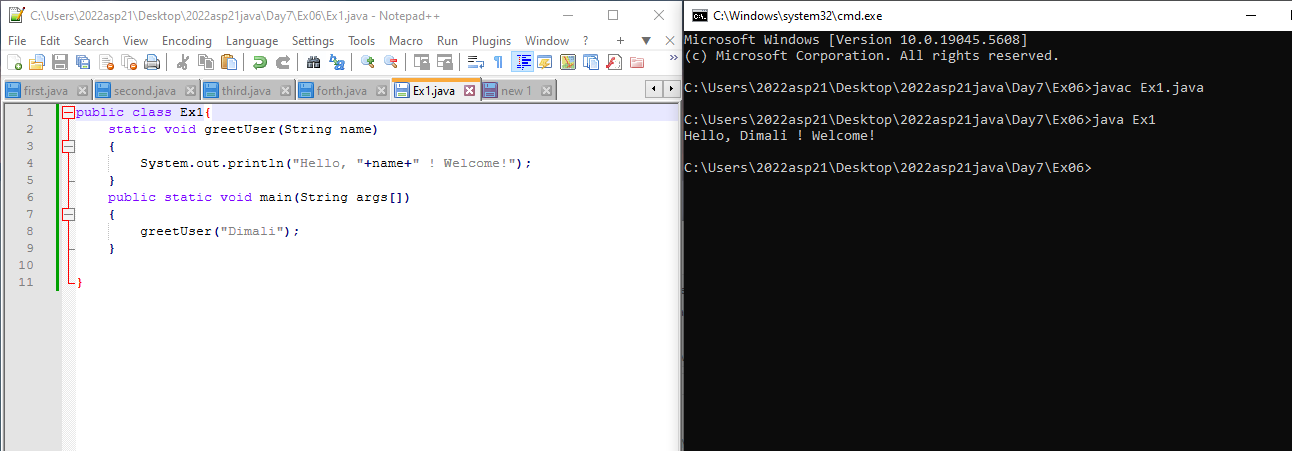 C:\Users\2022asp21\Desktop\2022asp21java\Day7\Ex06\Ex1.java - Notepad++
File Edit Search View Encoding Language Settings Tools Macro Run Plugins Window ? + ▼ X
first.java second.java third.java forth.java Ex1.java new 1
1 public class Ex1{
2 static void greetUser(String name)
3 {
4 System.out.println("Hello, "+name+" ! Welcome!");
5 }
6 public static void main(String args[])
7 {
8 greetUser("Dimali");
9 }
10
11 }
C:\Windows\system32\cmd.exe
Microsoft Windows [Version 10.0.19045.5608]
(c) Microsoft Corporation. All rights reserved.
C:\Users\2022asp21\Desktop\2022asp21java\Day7\Ex06>javac Ex1.java
C:\Users\2022asp21\Desktop\2022asp21java\Day7\Ex06>java Ex1
Hello, Dimali ! Welcome!
C:\Users\2022asp21\Desktop\2022asp21java\Day7\Ex06>